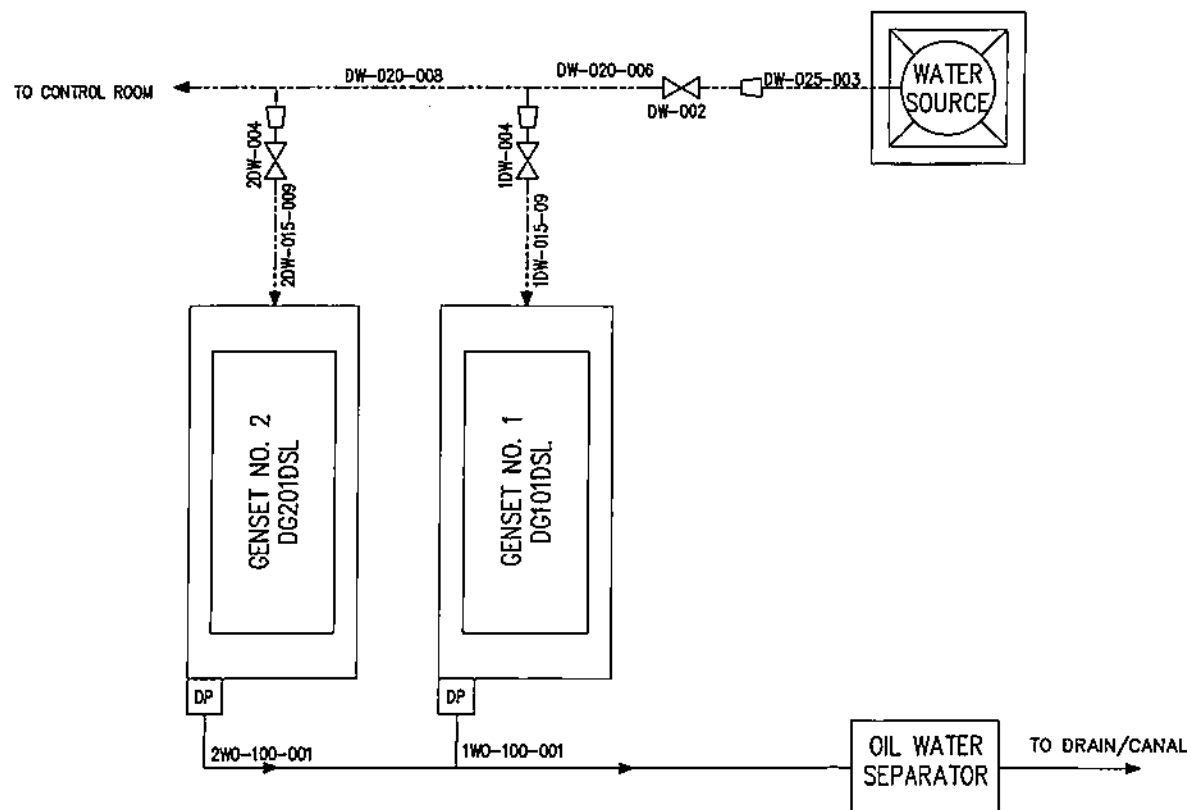 WATER
SOURCE
DW-025-003
DW-002
DW-020-006
DW-020-008
TO CONTROL ROOM
2DW-004
2DW-015-009
1DW-004
1DW-015-09
GENSET NO. 2
DG201DSL
GENSET NO. 1
DG101DSL
DP
DP
2WO-100-001
1WO-100-001
OIL WATER
SEPARATOR
TO DRAIN/CANAL